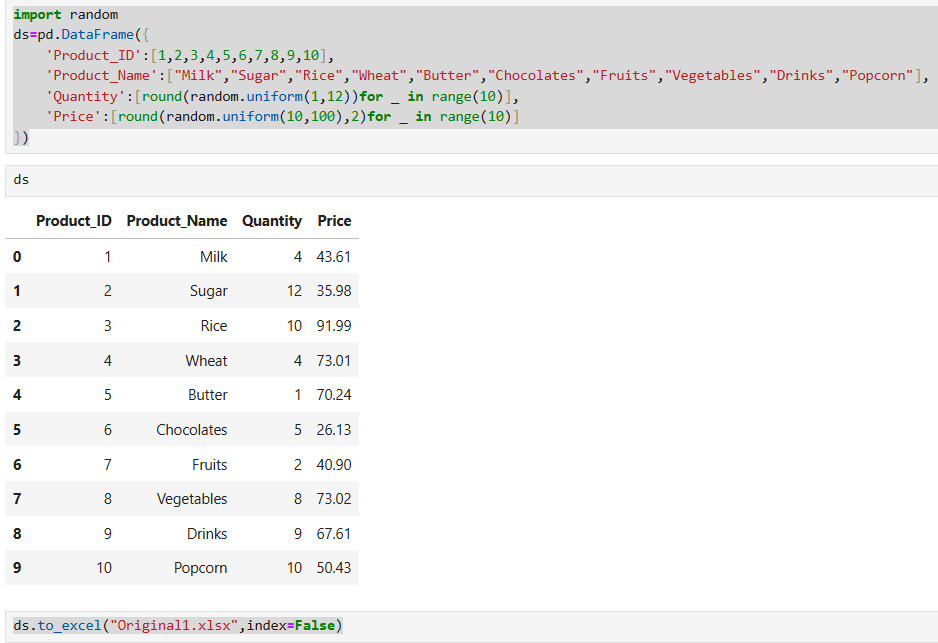 import random
ds=pd.DataFrame({
    'Product_ID':[1,2,3,4,5,6,7,8,9,10],
    'Product_Name':["Milk","Sugar","Rice","Wheat","Butter","Chocolates","Fruits","Vegetables","Drinks","Popcorn"],
    'Quantity':[round(random.uniform(1,12))for _ in range(10)],
    'Price':[round(random.uniform(10,100),2)for _ in range(10)]
})
ds
Product_ID Product_Name Quantity Price
0 1 Milk 4 43.61
1 2 Sugar 12 35.98
2 3 Rice 10 91.99
3 4 Wheat 4 73.01
4 5 Butter 1 70.24
5 6 Chocolates 5 26.13
6 7 Fruits 2 40.90
7 8 Vegetables 8 73.02
8 9 Drinks 9 67.61
9 10 Popcorn 10 50.43
ds.to_excel("Original1.xlsx",index=False)